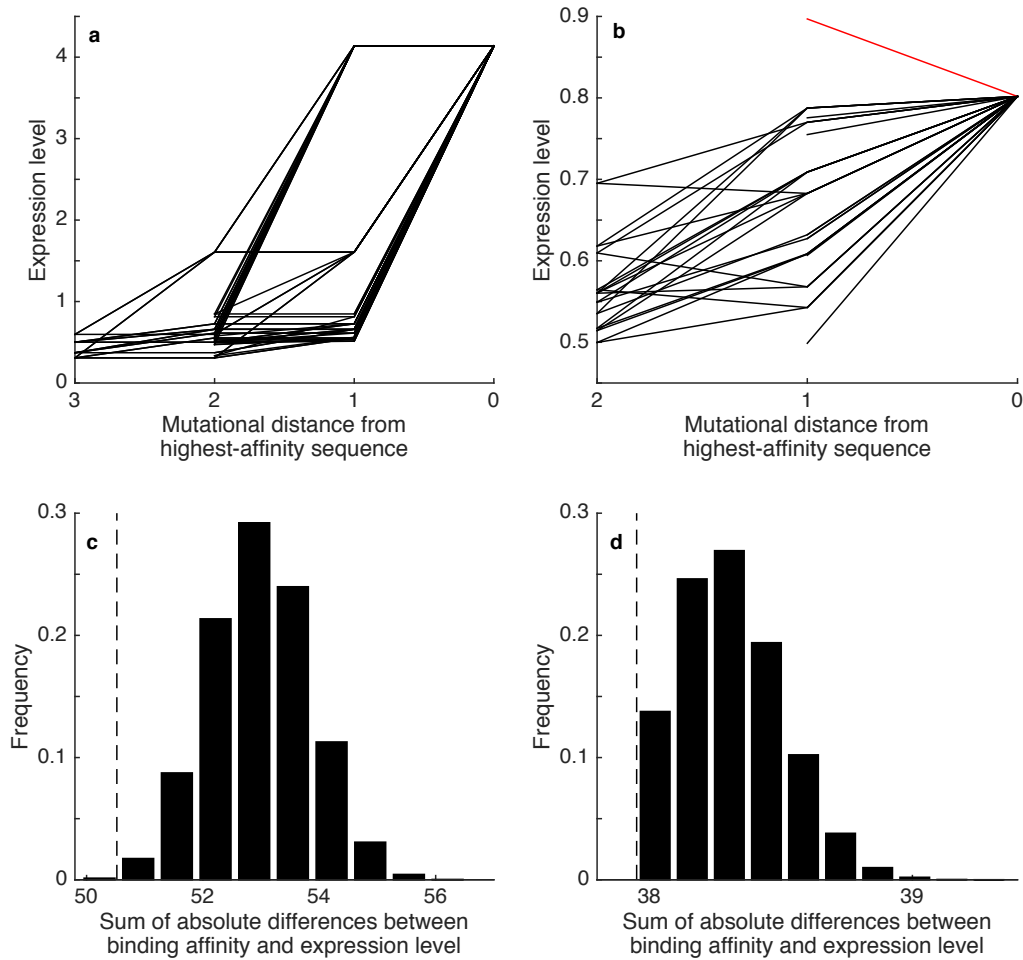 a
4
3
2
1
0
Expression level
3
2
1
0
Mutational distance from
highest-affinity sequence
b
0.9
0.8
0.7
0.6
0.5
Expression level
2
1
0
Mutational distance from
highest-affinity sequence
c
0.3
0.2
0.1
0
Frequency
50
52
54
56
Sum of absolute differences between
binding affinity and expression level
d
0.3
0.2
0.1
0
Frequency
38
39
Sum of absolute differences between
binding affinity and expression level